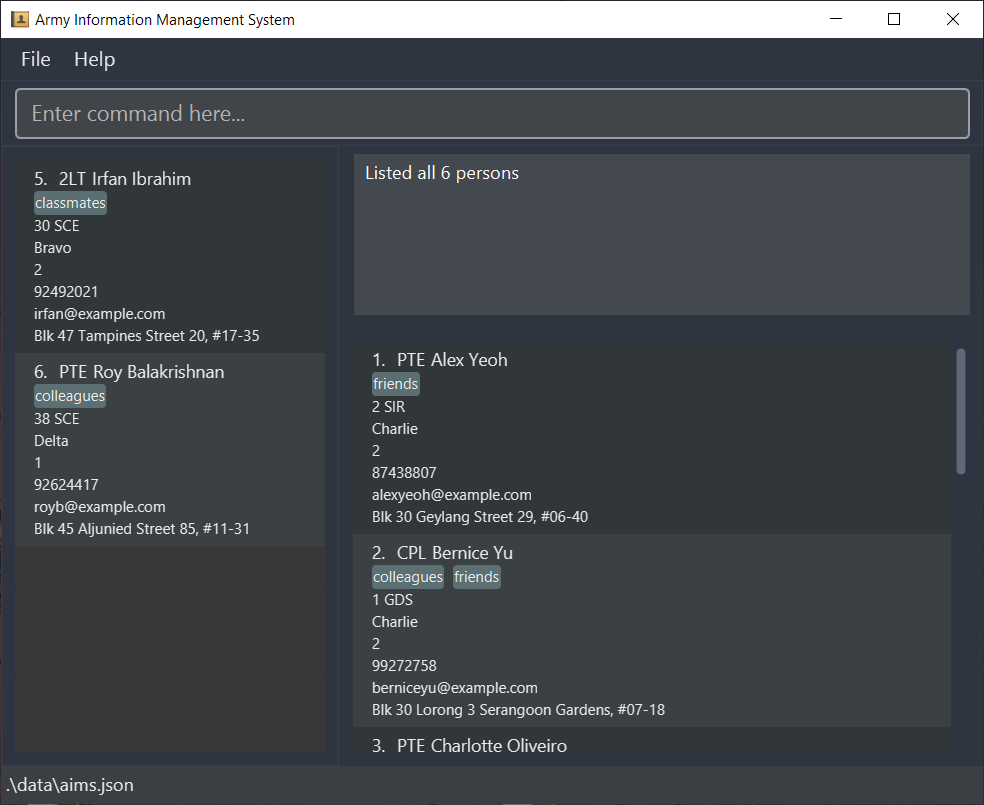 Army Information Management System
File Help
Enter command here...
5. 2LT Irfan Ibrahim
classmates
30 SCE
Bravo
2
92492021
irfan@example.com
Blk 47 Tampines Street 20, #17-35
6. PTE Roy Balakrishnan
colleagues
38 SCE
Delta
1
92624417
royb@example.com
Blk 45 Aljunied Street 85, #11-31
Listed all 6 persons
1. PTE Alex Yeoh
friends
2 SIR
Charlie
2
87438807
alexyeoh@example.com
Blk 30 Geylang Street 29, #06-40
2. CPL Bernice Yu
colleagues friends
1 GDS
Charlie
2
99272758
berniceyu@example.com
Blk 30 Lorong 3 Serangoon Gardens, #07-18
3. PTE Charlotte Oliveiro
.\data\aims.json